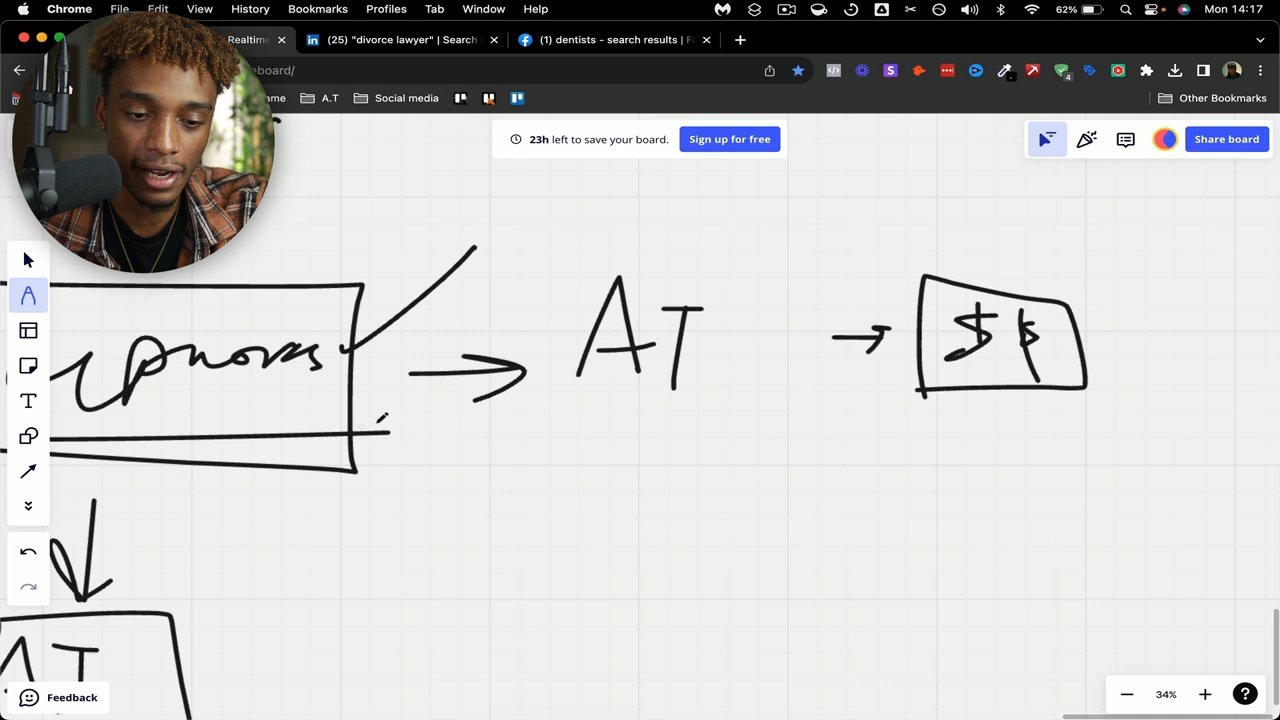 Chrome File Edit View History Bookmarks Profiles Tab Window Help 62% Mon 14:17
Realtime (25) "divorce lawyer" | Search (1) dentists - search results | F
eboard/
4
me A.T Social media Other Bookmarks
23h left to save your board. Sign up for free Share board
AT → $$
AT
Feedback 34%